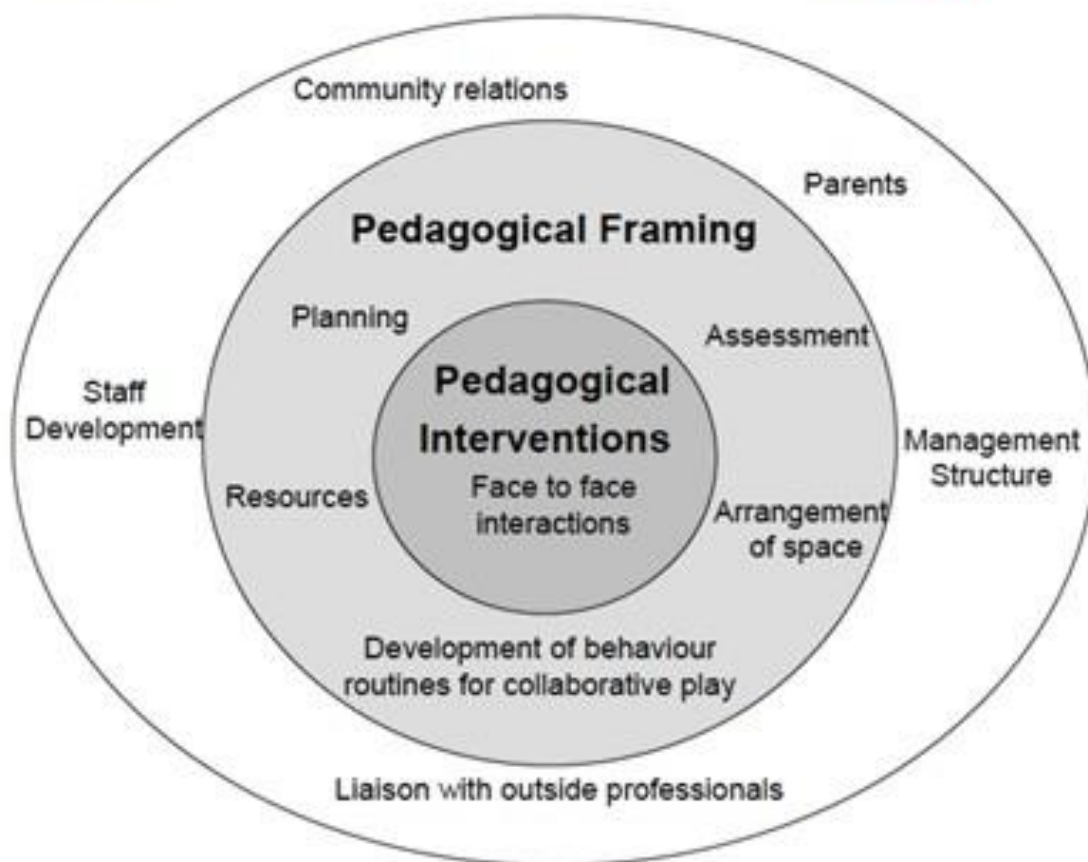 Community relations
Parents
Pedagogical Framing
Planning
Assessment
Pedagogical
Interventions
Face to face
interactions
Staff
Development
Management
Structure
Resources
Arrangement
of space
Development of behaviour
routines for collaborative play
Liaison with outside professionals